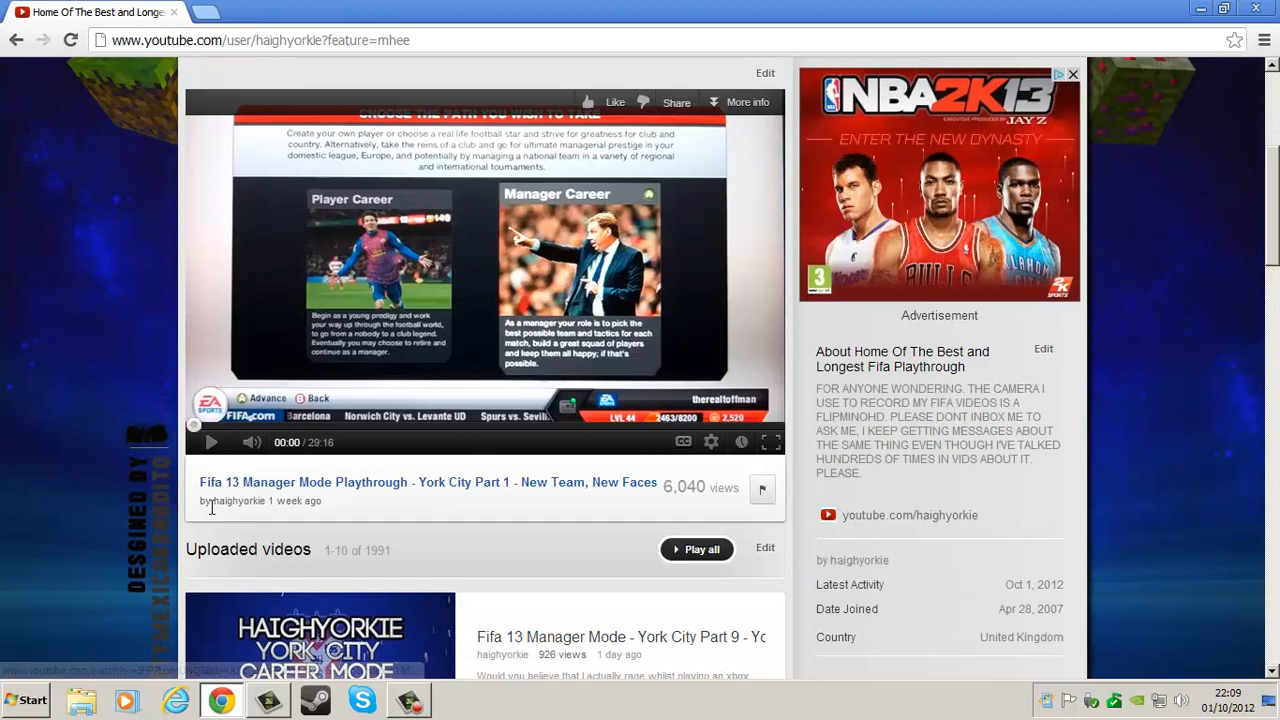 Home Of The Best and Longe
www.youtube.com/user/haighyorkie?feature=mhee
Edit
Like
Share
More info
CHOOSE THE PATH YOU WISH TO TAKE
Create your own player or choose a real life football star and strive for greatness for club and
country. Alternatively, take the reins of a club and go for ultimate managerial prestige in your
domestic league, Europe, and potentially by managing a national team in a variety of regional
and international tournaments.
Player Career
Manager Career
Begin as a young prodigy and work
your way up through the football world,
to go from a nobody to a club legend.
Eventually you may choose to retire and
continue as a manager.
As a manager your role is to pick the
best possible team and tactics for each
match, build a great squad of players
and keep them all happy; if that's
possible.
A Advance B Back
EA SPORTS
FIFA.com
Barcelona Norwich City vs. Levante UD Spurs vs. Sevill
EA SPORTS
therealtoffman
LVL 44 2463/8200 2,520
00:00 / 29:16
CC
Fifa 13 Manager Mode Playthrough - York City Part 1 - New Team, New Faces
6,040 views
by haighyorkie 1 week ago
Uploaded videos 1-10 of 1991
Play all
Edit
HAIGHYORKIE
YORK CITY
CAREER MODE
Fifa 13 Manager Mode - York City Part 9 - Yc
haighyorkie 926 views 1 day ago
Would you believe that I actually rage whilst playing an xbox
DESGINED BY
YMEXICNBANDITO
NBA 2K13
EXECUTIVE PRODUCED BY JAY Z
ENTER THE NEW DYNASTY
BULLS
OKLAHOMA
CITY
3
2K
SPORTS
Advertisement
About Home Of The Best and
Longest Fifa Playthrough
Edit
FOR ANYONE WONDERING. THE CAMERA I
USE TO RECORD MY FIFA VIDEOS IS A
FLIPMINOHD. PLEASE DONT INBOX ME TO
ASK ME, I KEEP GETTING MESSAGES ABOUT
THE SAME THING EVEN THOUGH I'VE TALKED
HUNDREDS OF TIMES IN VIDS ABOUT IT.
PLEASE.
youtube.com/haighyorkie
by haighyorkie
Latest Activity Oct 1, 2012
Date Joined Apr 28, 2007
Country United Kingdom
Start
22:09
01/10/2012